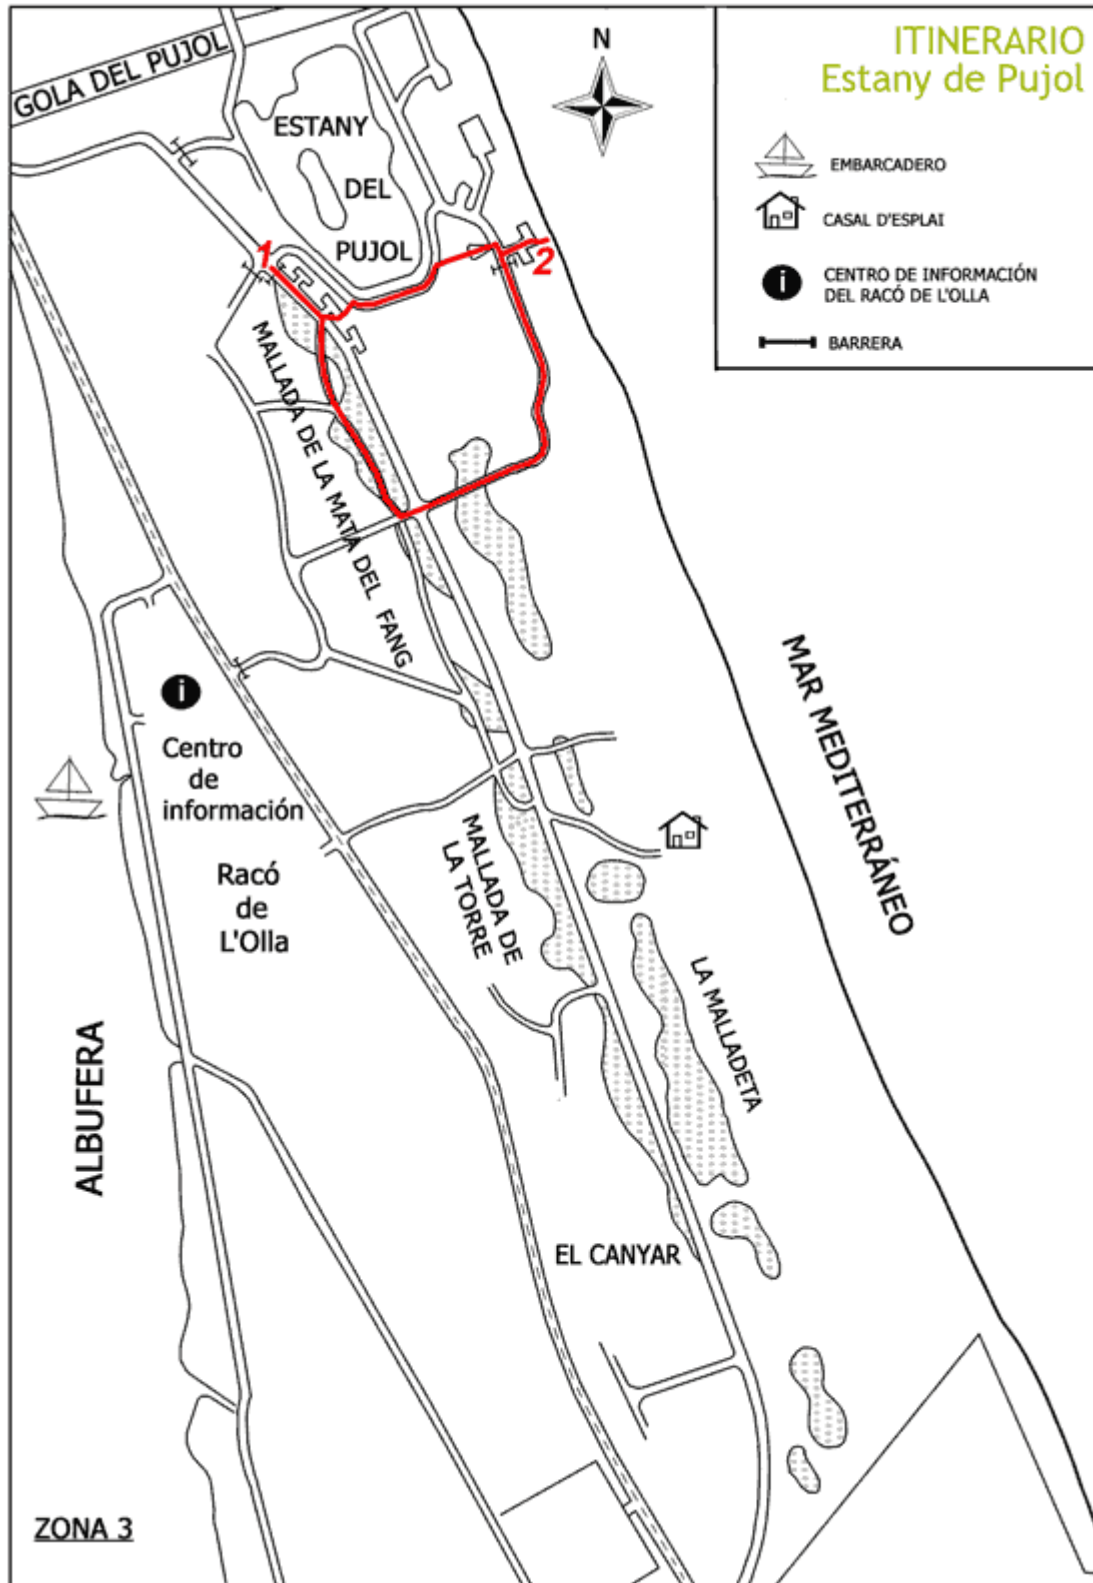 ITINERARIO
Estany de Pujol
N
EMBARCADERO
CASAL D'ESPLAI
i
CENTRO DE INFORMACIÓN
DEL RACÓ DE L'OLLA
BARRERA
GOLA DEL PUJOL
ESTANY
DEL
PUJOL
1
2
MALLADA DE LA MATA DEL FANG
MAR MEDITERRÁNEO
i
Centro
de
información
Racó
de
L'Olla
MALLADA DE
LA TORRE
LA MALLADETA
ALBUFERA
EL CANYAR
ZONA 3